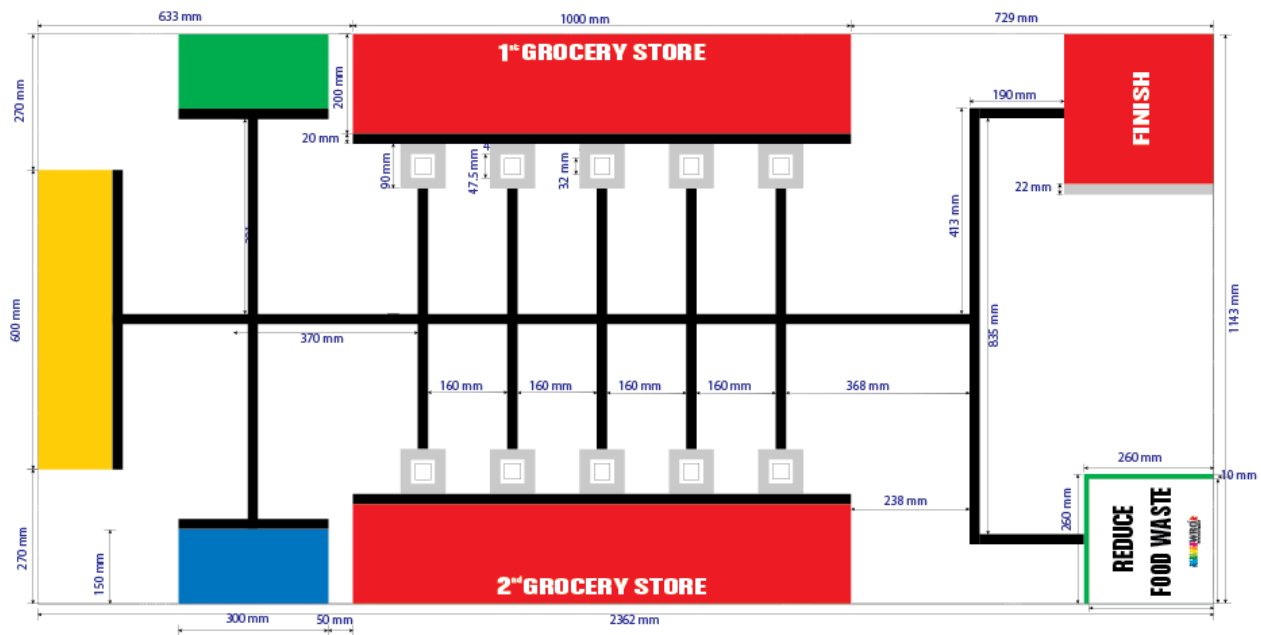 633 mm
1000 mm
729 mm
1st GROCERY STORE
270 mm
200 mm
20 mm
190 mm
FINISH
90 mm
47.5 mm
32 mm
22 mm
413 mm
600 mm
370 mm
835 mm
1143 mm
160 mm
160 mm
160 mm
160 mm
368 mm
260 mm
10 mm
238 mm
260 mm
REDUCE
FOOD WASTE
WRO
270 mm
150 mm
2nd GROCERY STORE
300 mm
50 mm
2362 mm